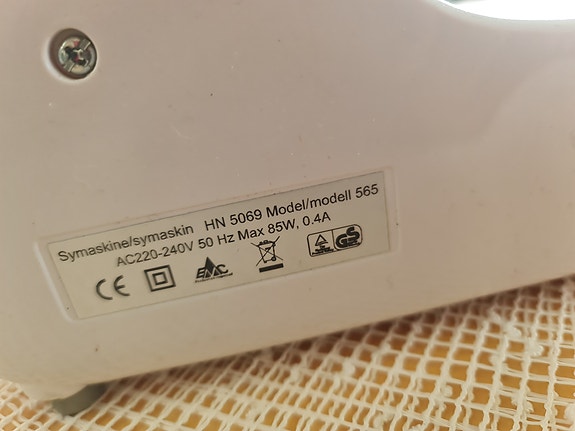 Symaskine/symaskin HN 5069 Model/modell 565
AC220-240V 50 Hz Max 85W, 0.4A
CE EMC GS